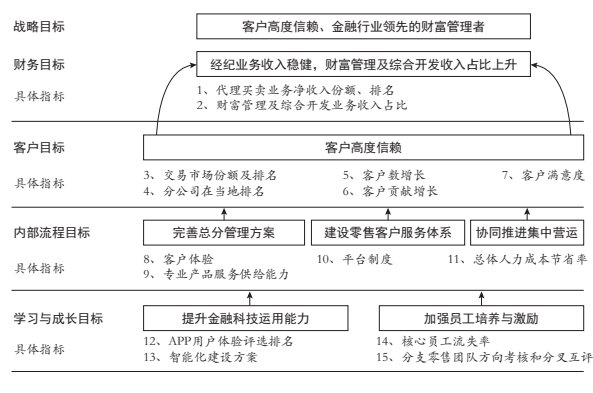 战略目标 客户高度信赖、金融行业领先的财富管理者
财务目标 经纪业务收入稳健，财富管理及综合开发收入占比上升
具体指标 1、代理买卖业务净收入份额、排名
2、财富管理及综合开发业务收入占比
客户目标 客户高度信赖
具体指标 3、交易市场份额及排名 5、客户数增长 7、客户满意度
4、分公司在当地排名 6、客户贡献增长
内部流程目标 完善总分管理方案 建设零售客户服务体系 协同推进集中营运
具体指标 8、客户体验 10、平台制度 11、总体人力成本节省率
9、专业产品服务供给能力
学习与成长目标 提升金融科技运用能力 加强员工培养与激励
具体指标 12、APP用户体验评选排名 14、核心员工流失率
13、智能化建设方案 15、分支零售团队方向考核和分叉互评